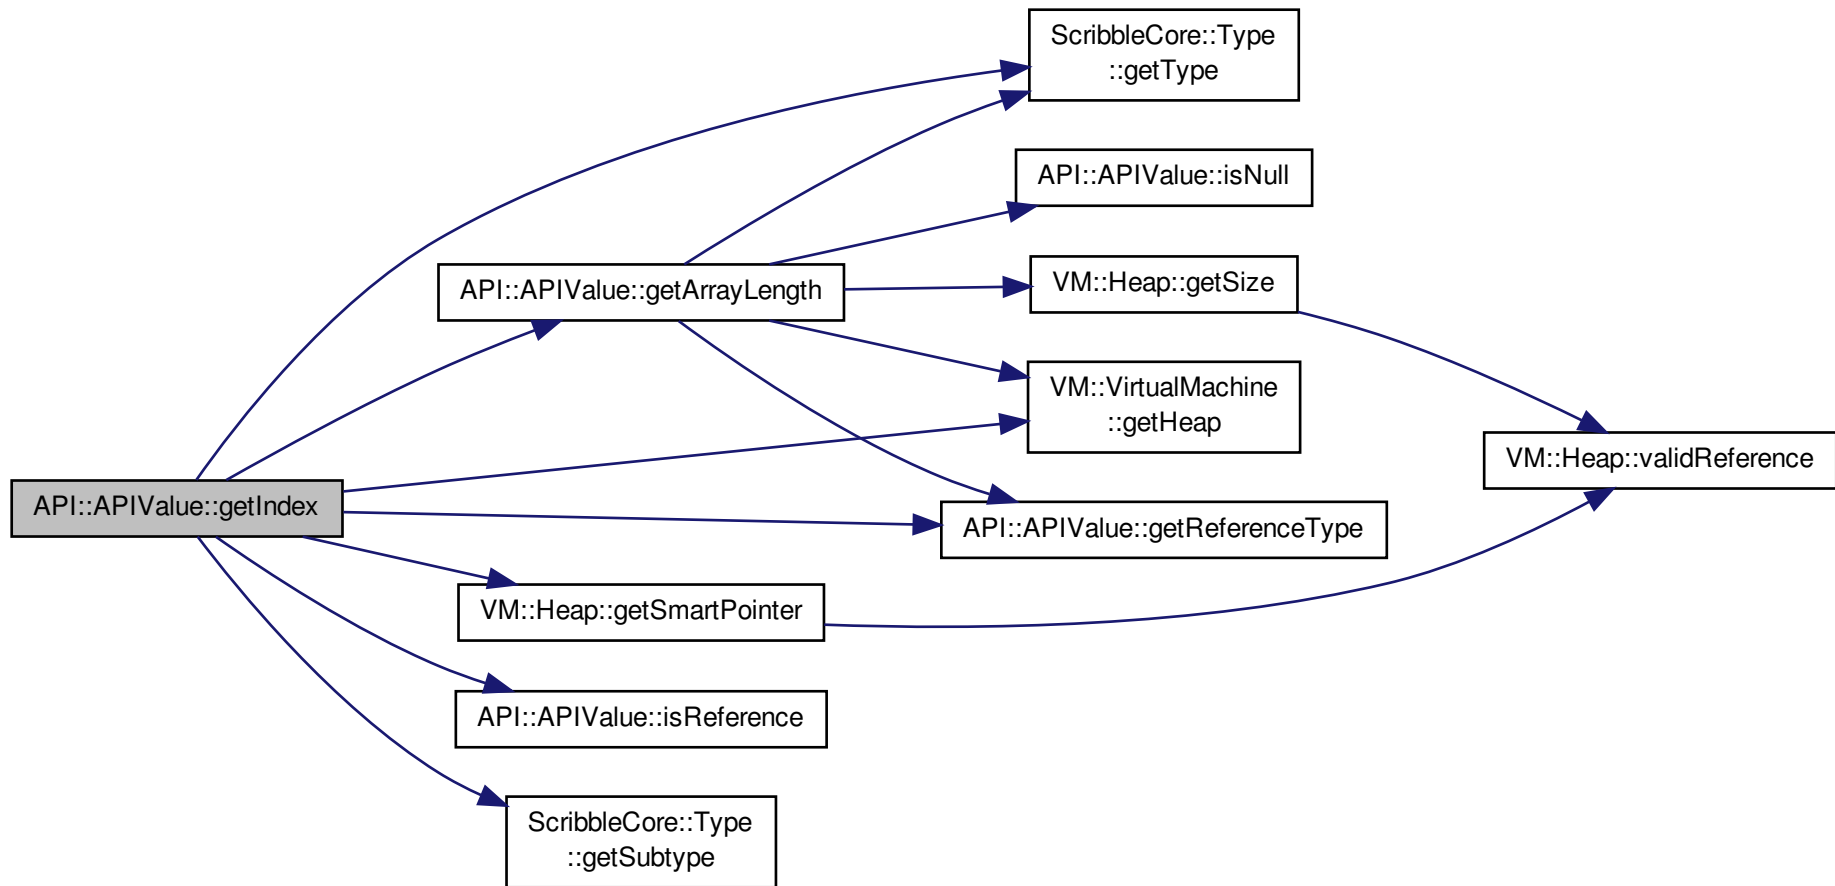 ScribbleCore::Type
::getType
API::APIValue::isNull
API::APIValue::getArrayLength
VM::Heap::getSize
VM::VirtualMachine
::getHeap
VM::Heap::validReference
API::APIValue::getIndex
API::APIValue::getReferenceType
VM::Heap::getSmartPointer
API::APIValue::isReference
ScribbleCore::Type
::getSubtype